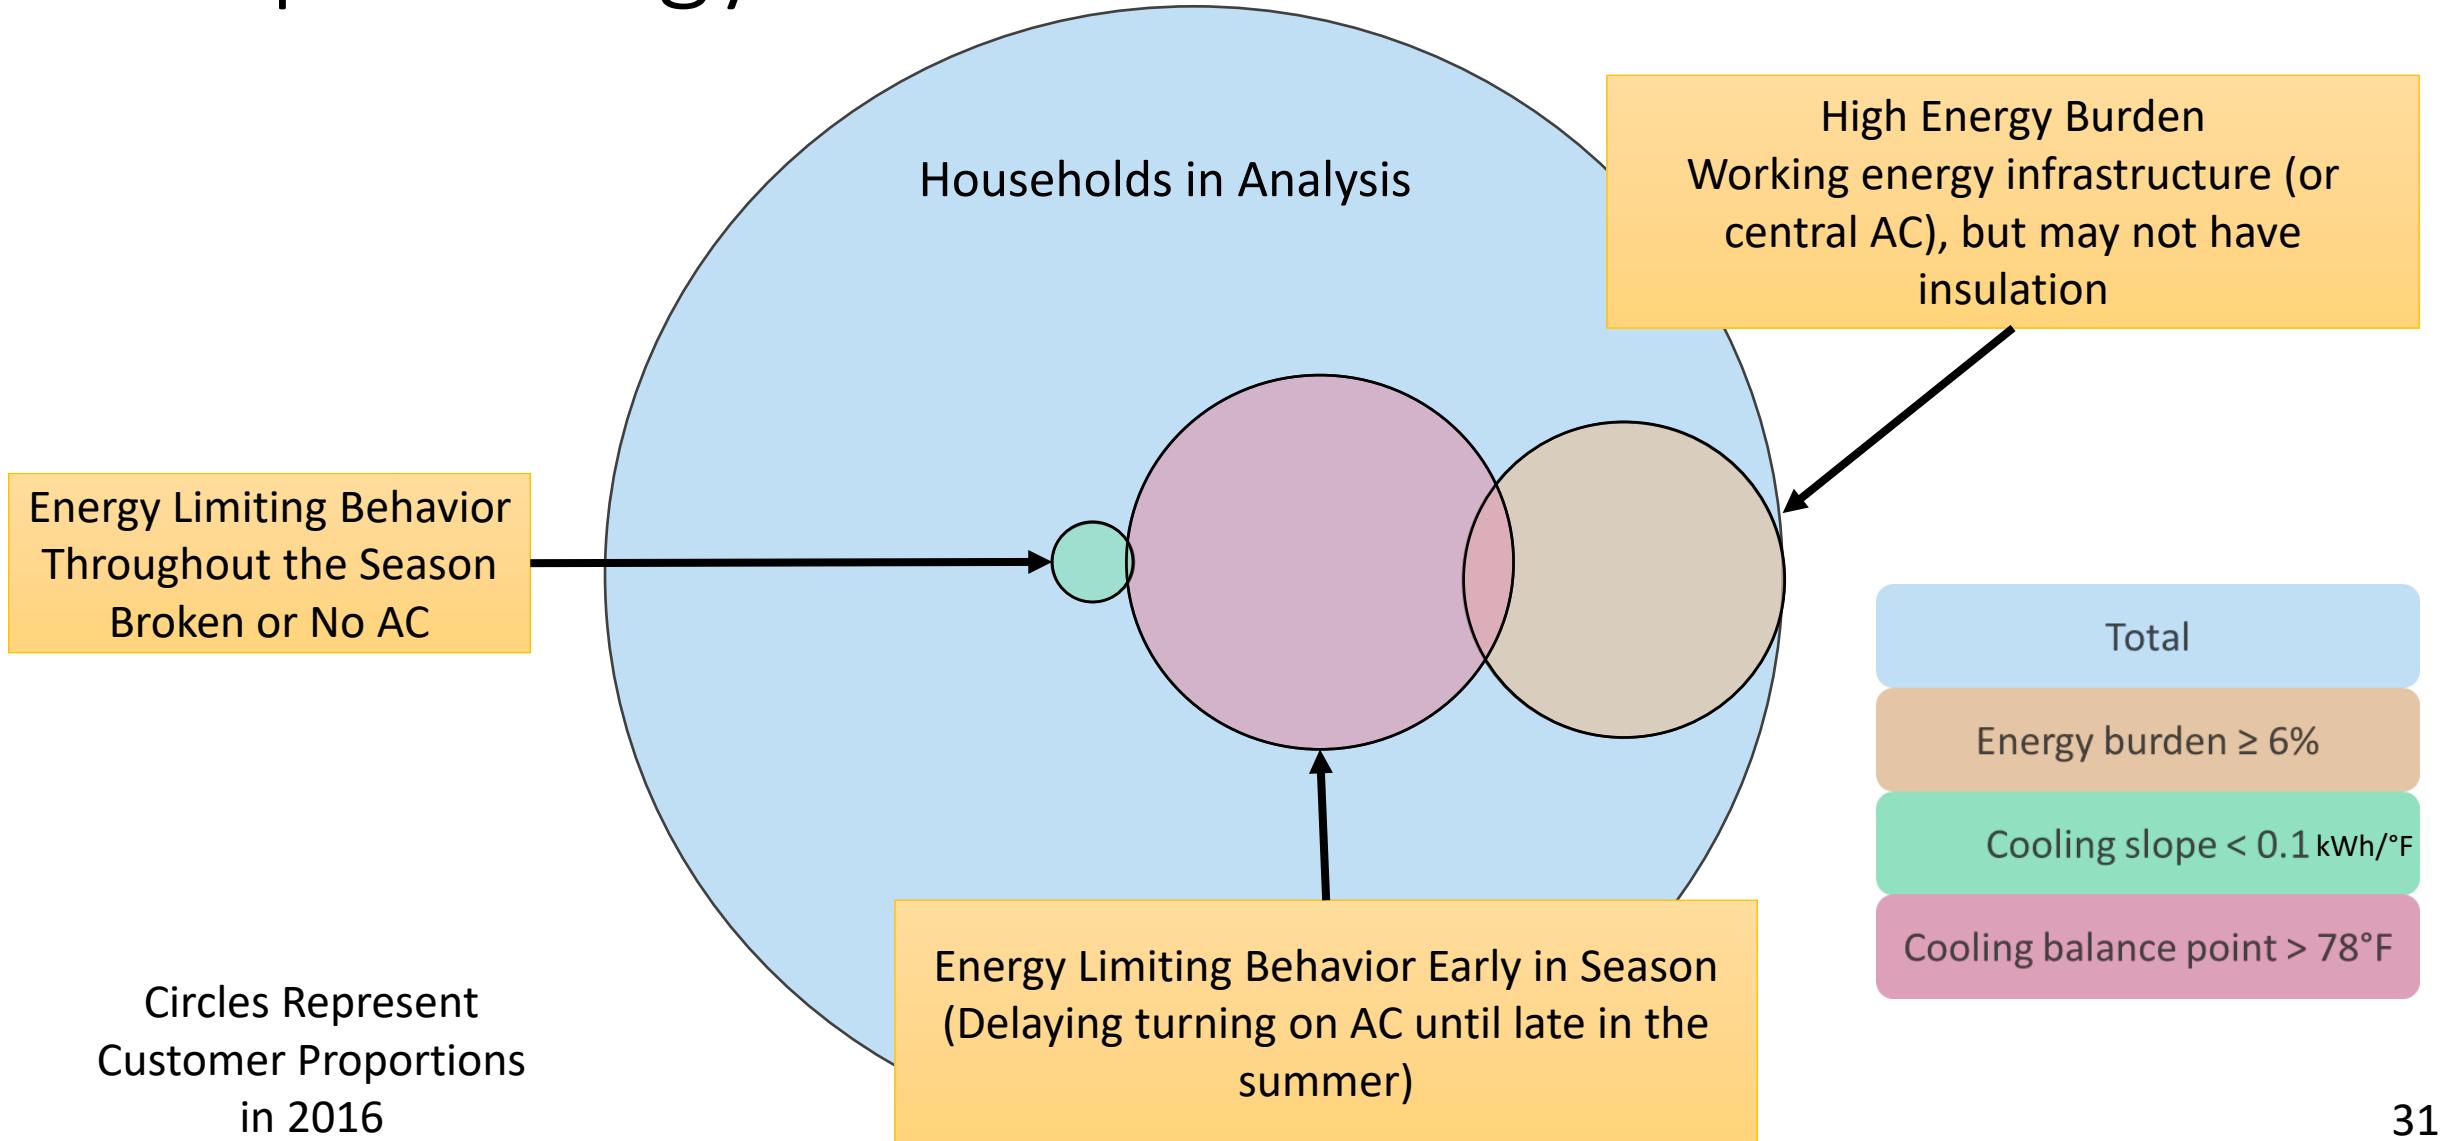 Households in Analysis
High Energy Burden
Working energy infrastructure (or
central AC), but may not have
insulation
Energy Limiting Behavior
Throughout the Season
Broken or No AC
Total
Energy burden ≥ 6%
Cooling slope < 0.1 kWh/°F
Cooling balance point > 78°F
Energy Limiting Behavior Early in Season
(Delaying turning on AC until late in the
summer)
Circles Represent
Customer Proportions
in 2016
31